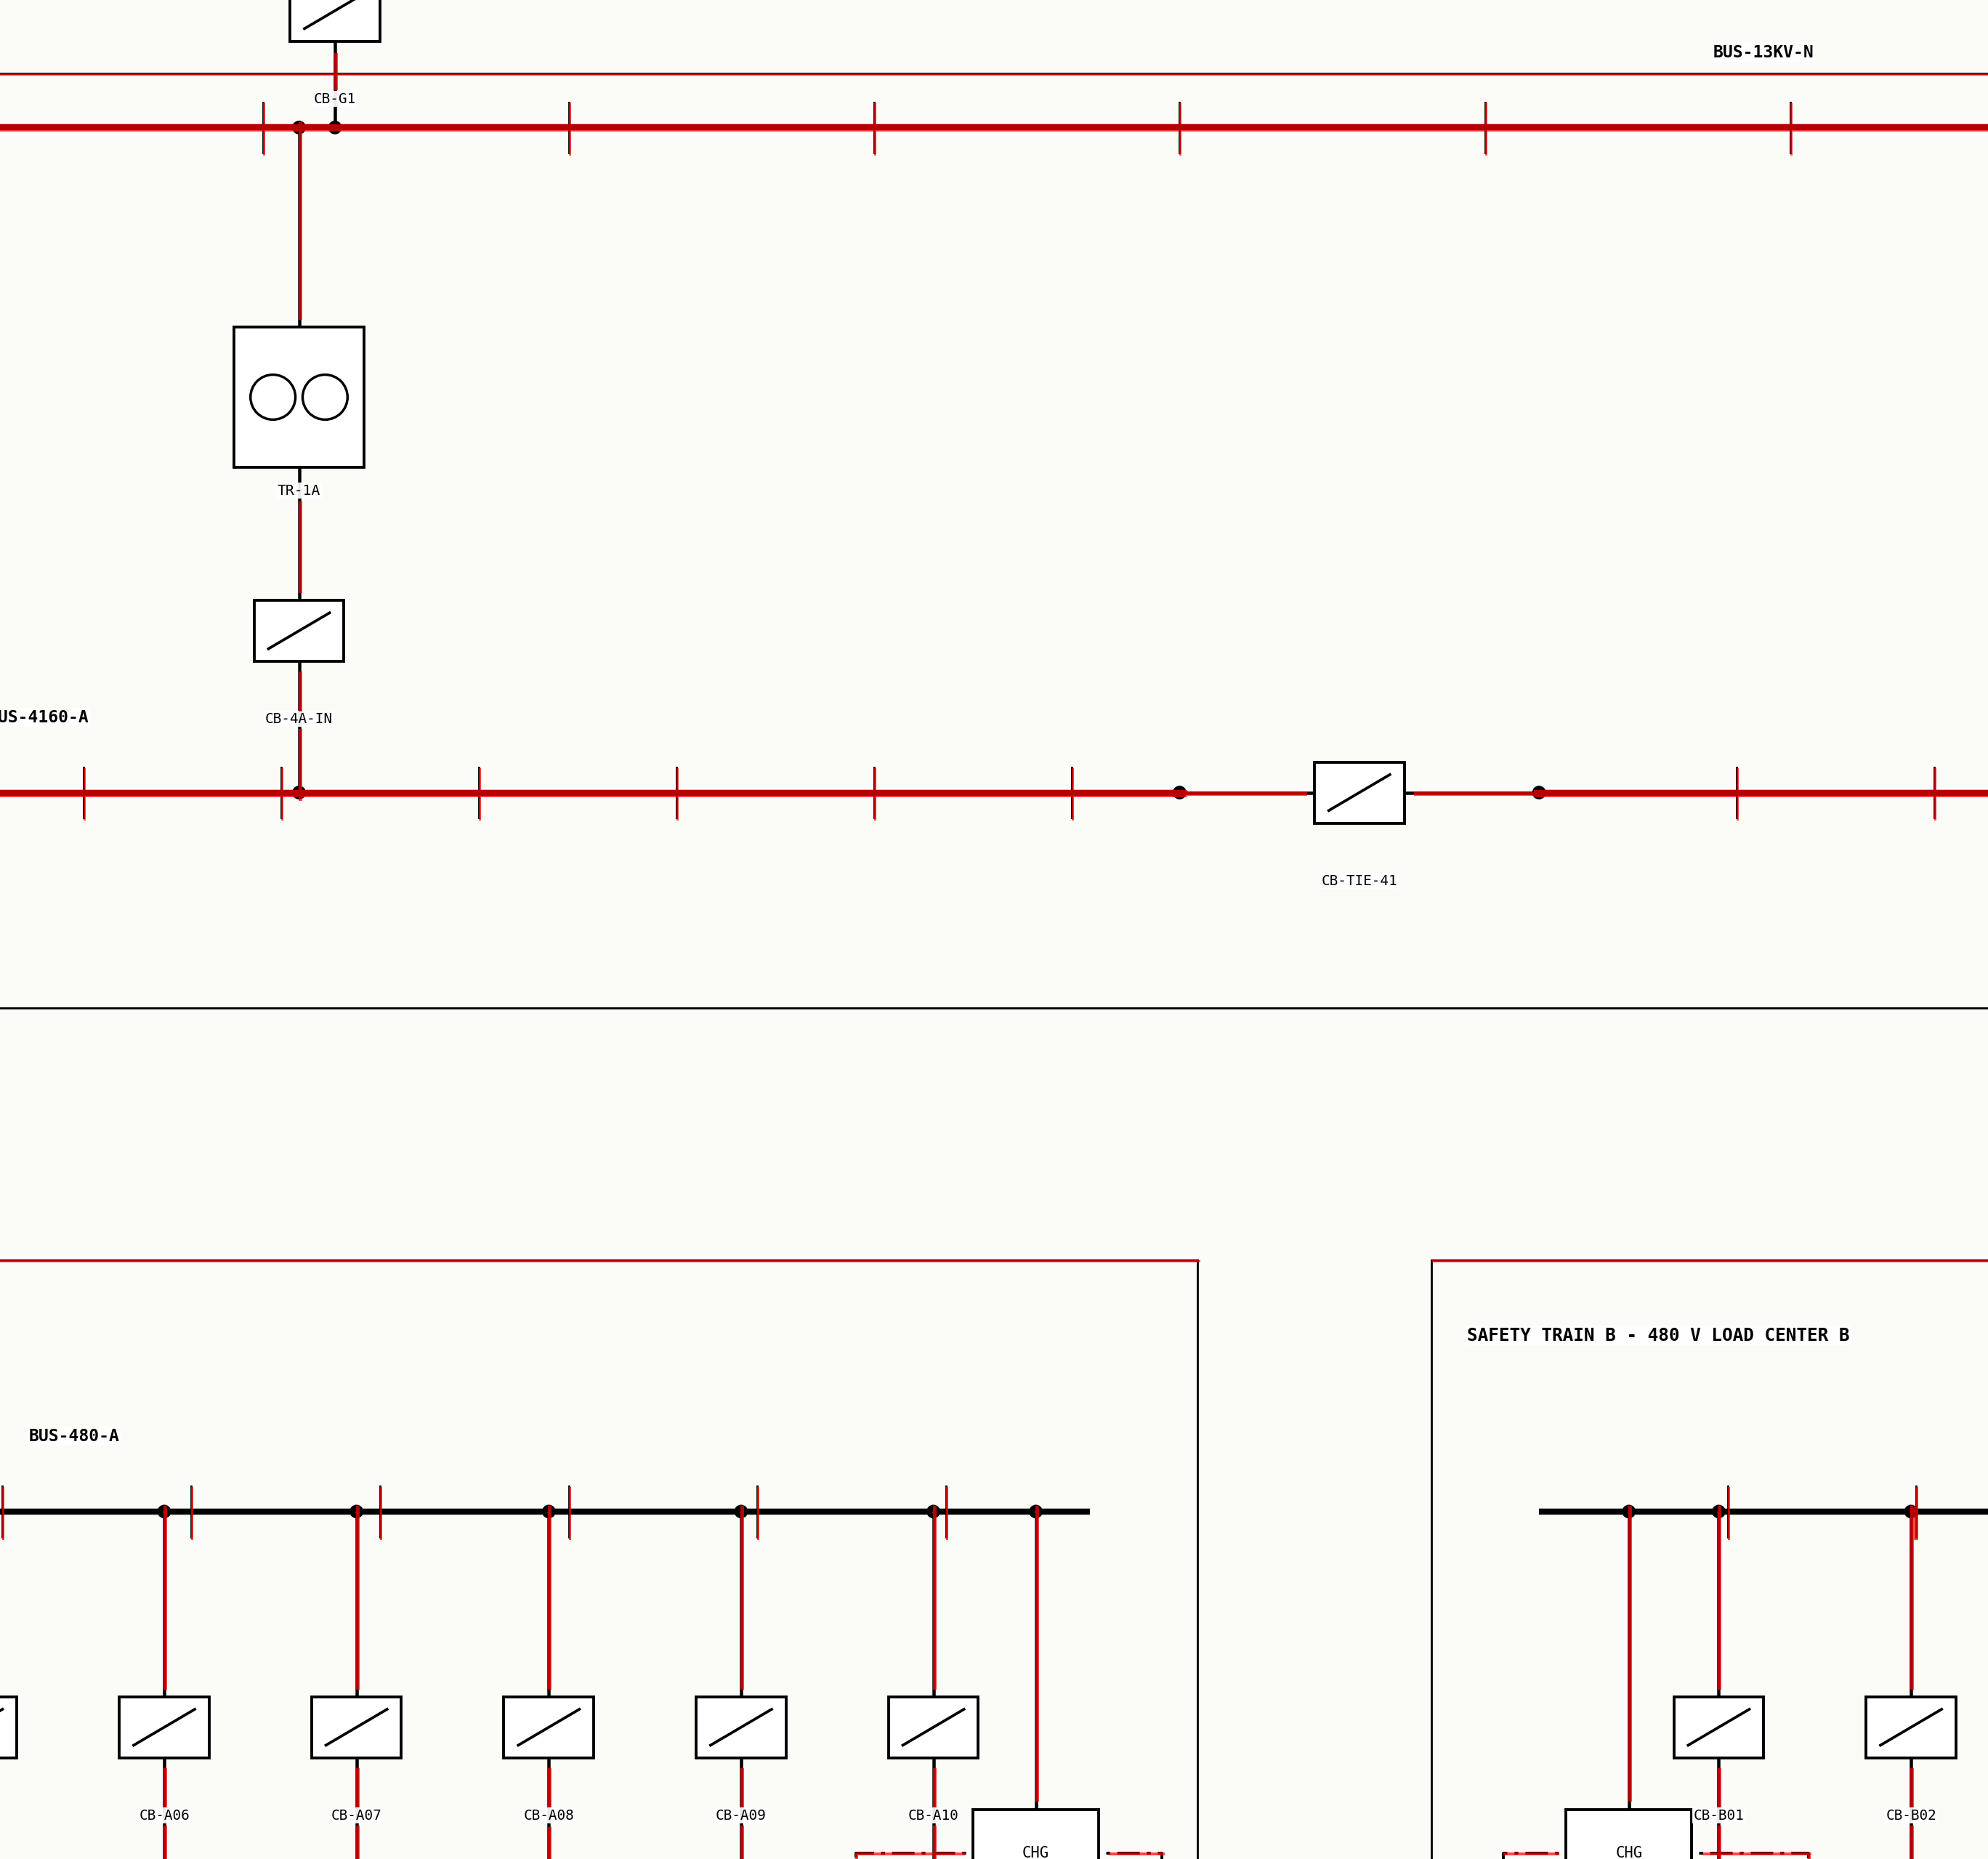 BUS-13KV-N
CB-G1
TR-1A
US-4160-A
CB-4A-IN
CB-TIE-41
SAFETY TRAIN B - 480 V LOAD CENTER B
BUS-480-A
CB-A06 CB-A07 CB-A08 CB-A09 CB-A10 CB-B01 CB-B02
CHG CHG